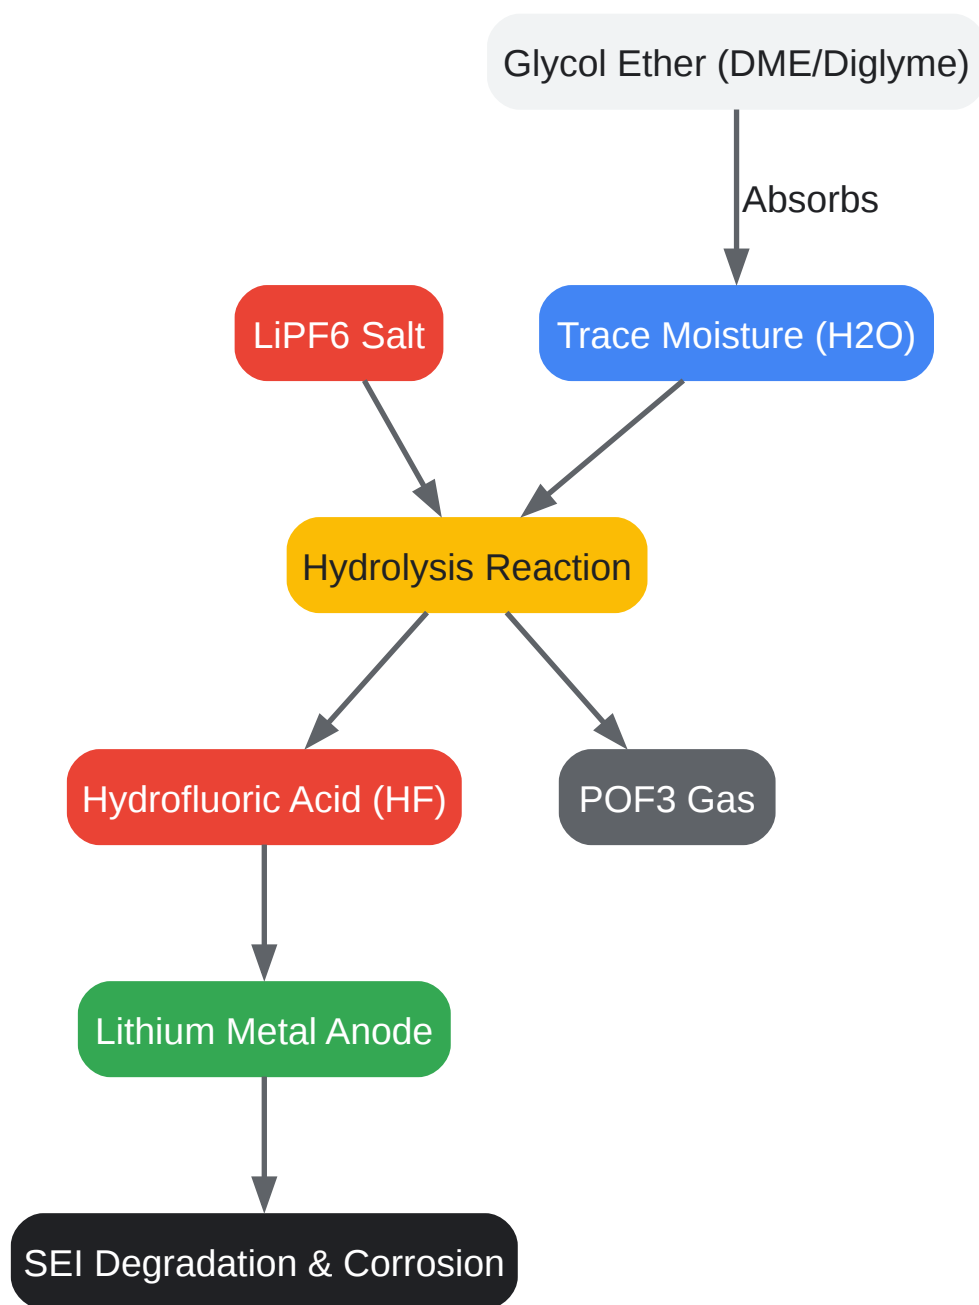 Glycol Ether (DME/Diglyme)
Absorbs
LiPF6 Salt
Trace Moisture (H2O)
Hydrolysis Reaction
Hydrofluoric Acid (HF)
POF3 Gas
Lithium Metal Anode
SEI Degradation & Corrosion